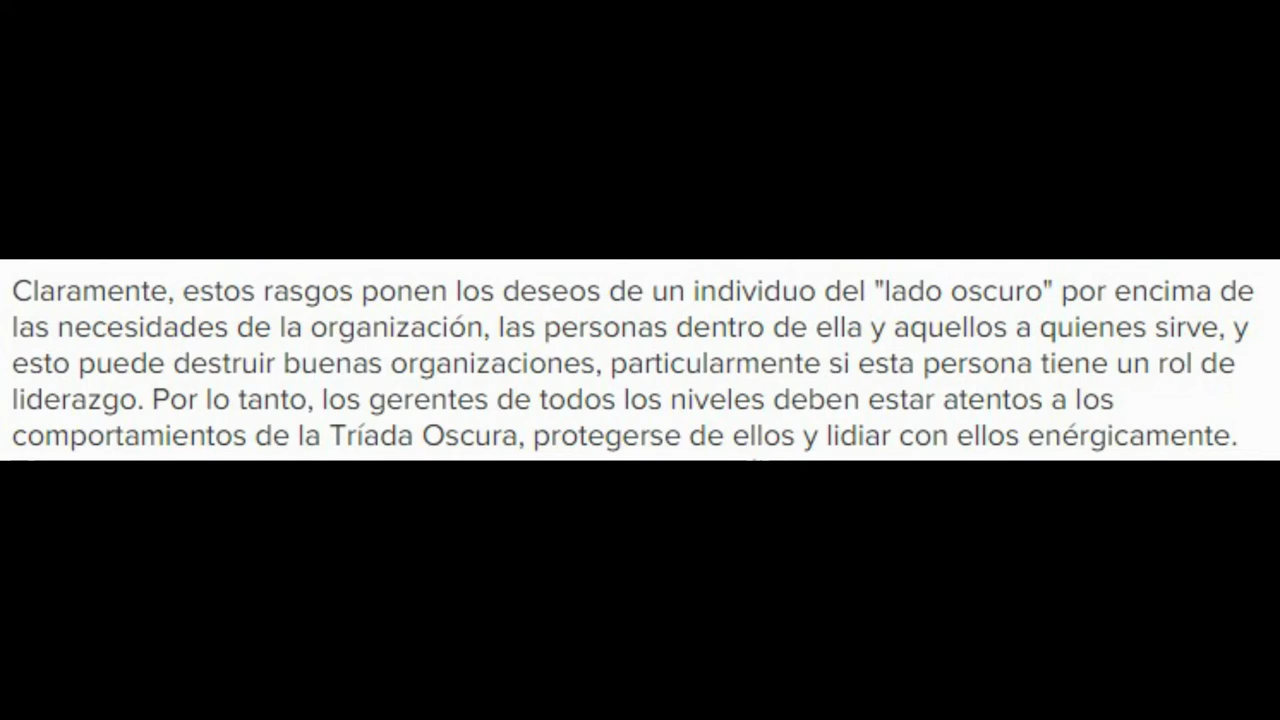 Claramente, estos rasgos ponen los deseos de un individuo del "lado oscuro" por encima de
las necesidades de la organización, las personas dentro de ella y aquellos a quienes sirve, y
esto puede destruir buenas organizaciones, particularmente si esta persona tiene un rol de
liderazgo. Por lo tanto, los gerentes de todos los niveles deben estar atentos a los
comportamientos de la Tríada Oscura, protegerse de ellos y lidiar con ellos enérgicamente.